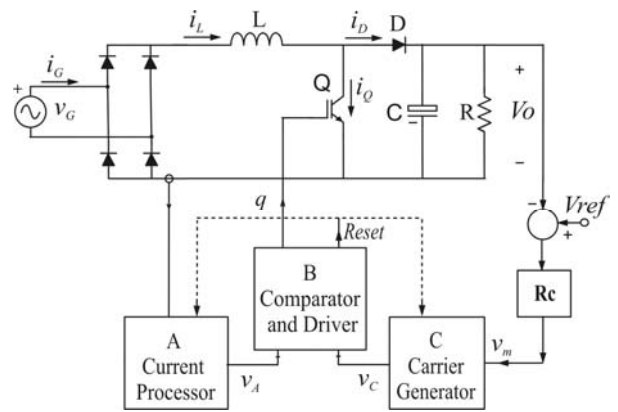 i_L
L
i_D
D
i_G
+
v_G
Q
i_Q
C
R
+
Vo
−
−
q
Reset
−
Vref
+
B
Comparator
and Driver
Rc
A
Current
Processor
v_A
v_C
C
Carrier
Generator
v_m